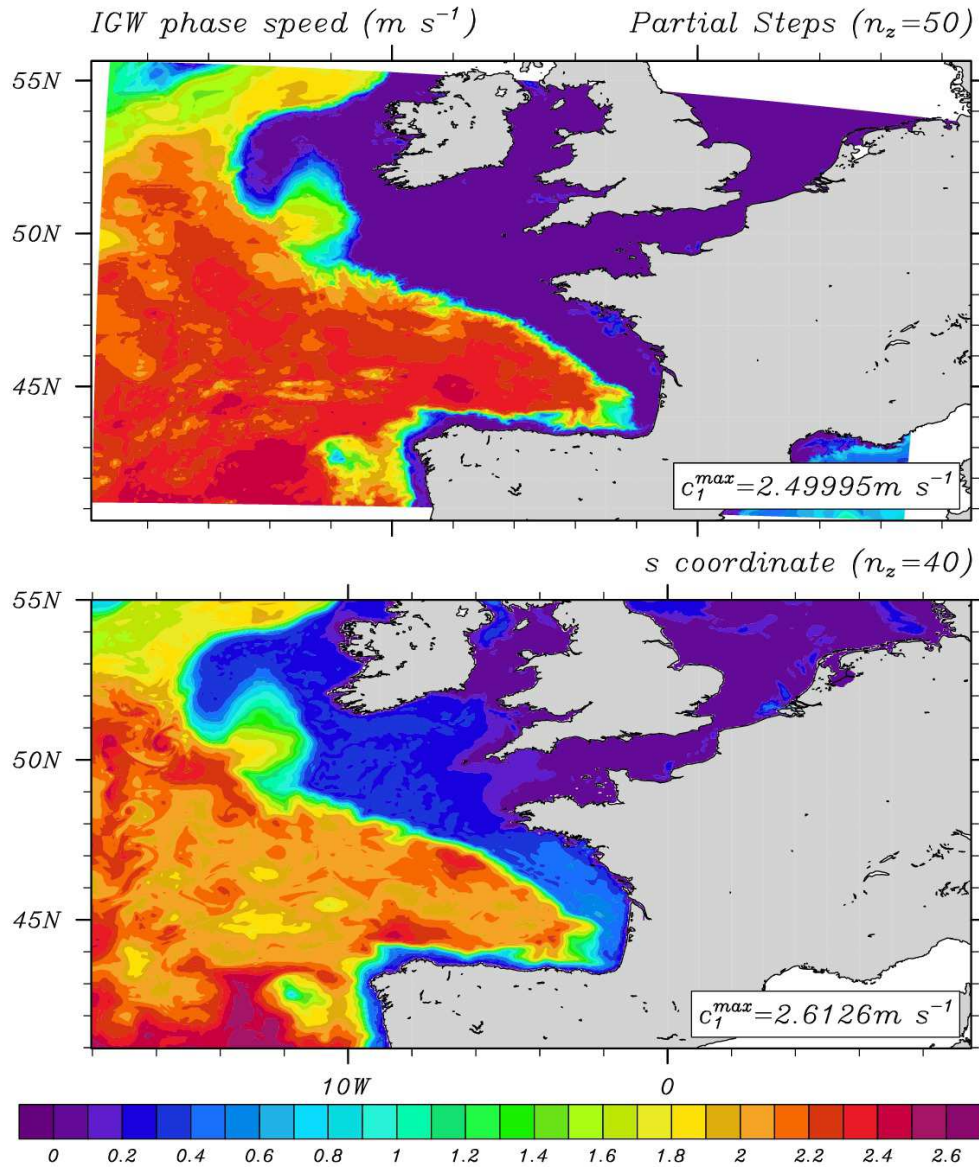 IGW phase speed (m s⁻¹) Partial Steps (n_z=50)
55N
50N
45N
c₁^max=2.49995m s⁻¹
s coordinate (n_z=40)
55N
50N
45N
c₁^max=2.6126m s⁻¹
10W 0
0 0.2 0.4 0.6 0.8 1 1.2 1.4 1.6 1.8 2 2.2 2.4 2.6